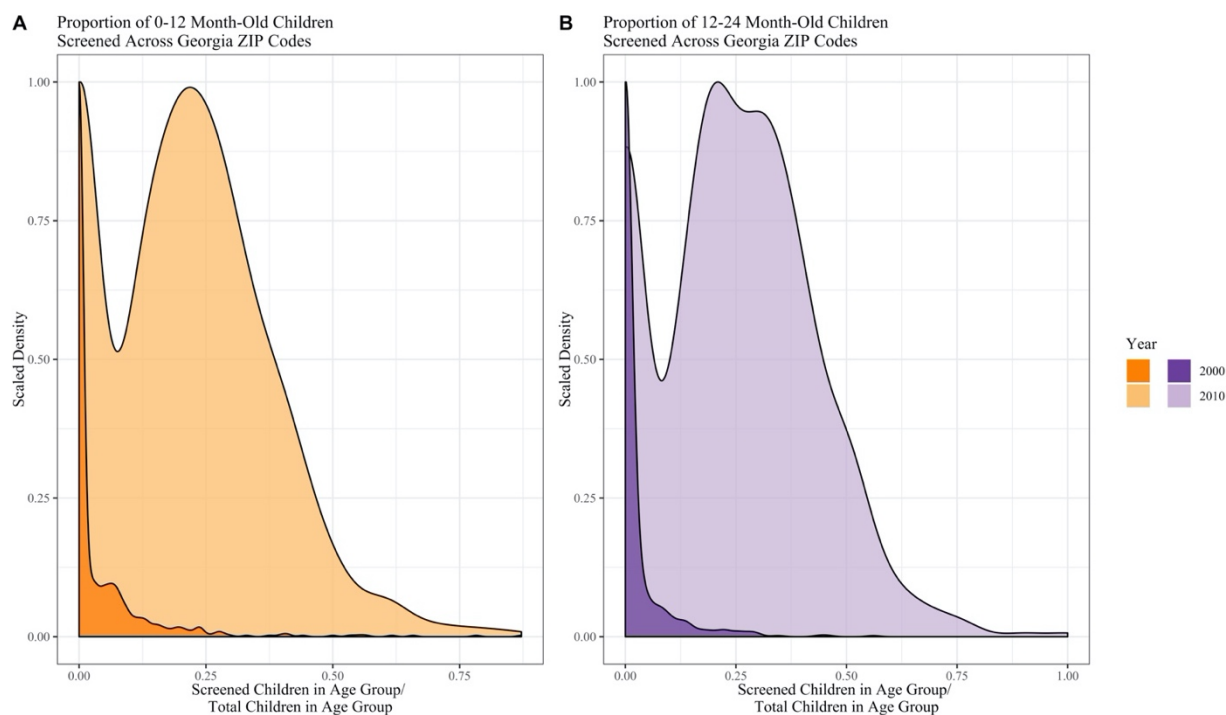 A
Proportion of 0-12 Month-Old Children
Screened Across Georgia ZIP Codes
Scaled Density
1.00
0.75
0.50
0.25
0.00
0.00 0.25 0.50 0.75
Screened Children in Age Group/
Total Children in Age Group
B
Proportion of 12-24 Month-Old Children
Screened Across Georgia ZIP Codes
Scaled Density
1.00
0.75
0.50
0.25
0.00
0.00 0.25 0.50 0.75 1.00
Screened Children in Age Group/
Total Children in Age Group
Year
2000
2010